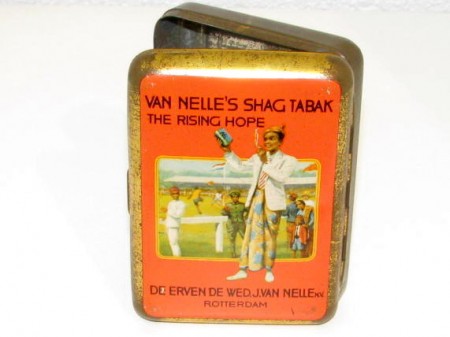 VAN NELLE'S SHAG TABAK
THE RISING HOPE
DE ERVEN DE WED. J. VAN NELLE N.V.
ROTTERDAM